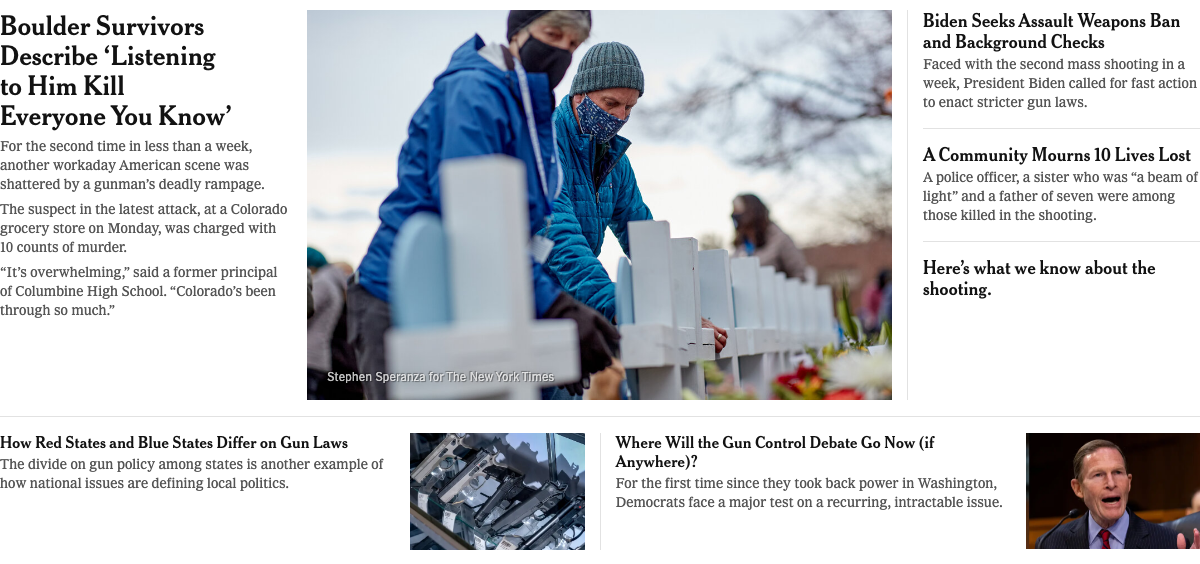 Boulder Survivors
Describe ‘Listening
to Him Kill
Everyone You Know’
For the second time in less than a week,
another workaday American scene was
shattered by a gunman’s deadly rampage.
The suspect in the latest attack, at a Colorado
grocery store on Monday, was charged with
10 counts of murder.
“It’s overwhelming,” said a former principal
of Columbine High School. “Colorado’s been
through so much.”
Stephen Speranza for The New York Times
Biden Seeks Assault Weapons Ban
and Background Checks
Faced with the second mass shooting in a
week, President Biden called for fast action
to enact stricter gun laws.
A Community Mourns 10 Lives Lost
A police officer, a sister who was “a beam of
light” and a father of seven were among
those killed in the shooting.
Here’s what we know about the
shooting.
How Red States and Blue States Differ on Gun Laws
The divide on gun policy among states is another example of
how national issues are defining local politics.
Where Will the Gun Control Debate Go Now (if
Anywhere)?
For the first time since they took back power in Washington,
Democrats face a major test on a recurring, intractable issue.